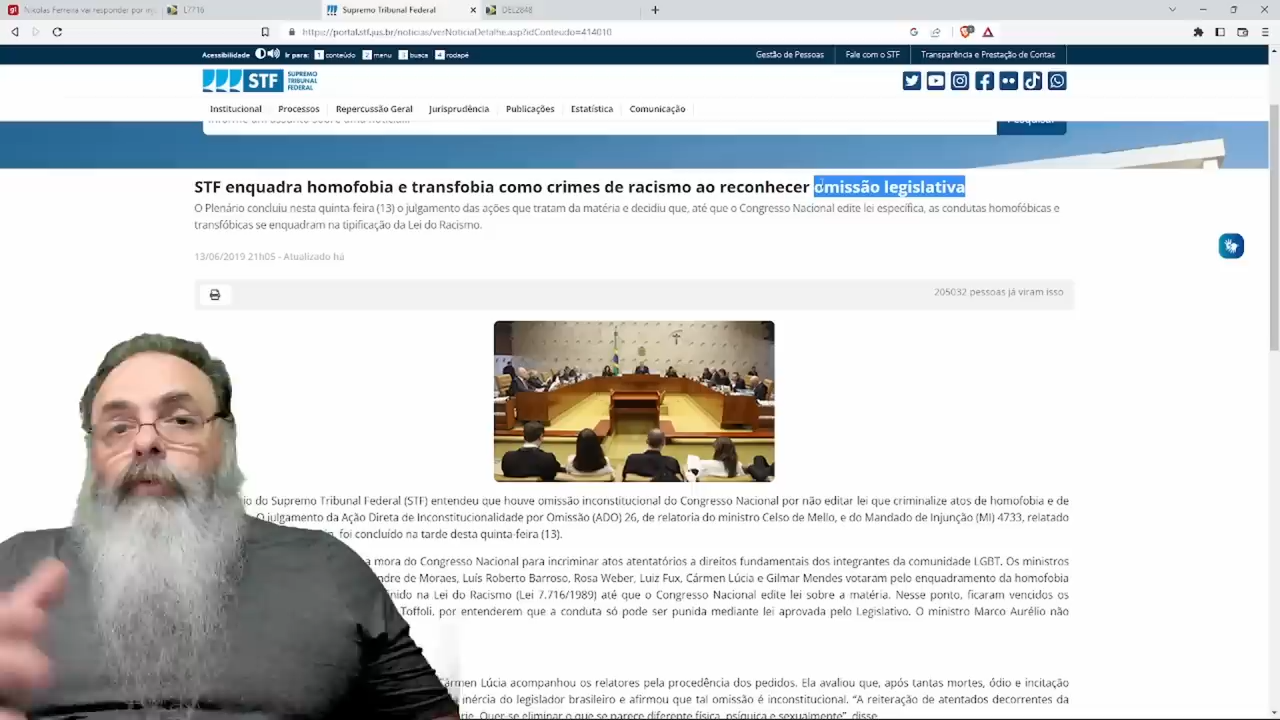 Nikolas Ferreira vai responder por inj
L7716
Supremo Tribunal Federal
DEL2848
https://portal.stf.jus.br/noticias/verNoticiaDetalhe.asp?idConteudo=414010
Acessibilidade Ir para: 1 conteúdo 2 menu 3 busca 4 rodapé
Gestão de Pessoas Fale com o STF Transparência e Prestação de Contas
STF SUPREMO TRIBUNAL FEDERAL
Institucional Processos Repercussão Geral Jurisprudência Publicações Estatística Comunicação
Informe um assunto sobre uma notícia... Pesquisar
STF enquadra homofobia e transfobia como crimes de racismo ao reconhecer omissão legislativa
O Plenário concluiu nesta quinta-feira (13) o julgamento das ações que tratam da matéria e decidiu que, até que o Congresso Nacional edite lei específica, as condutas homofóbicas e
transfóbicas se enquadram na tipificação da Lei do Racismo.
13/06/2019 21h05 - Atualizado há
205032 pessoas já viram isso
do Supremo Tribunal Federal (STF) entendeu que houve omissão inconstitucional do Congresso Nacional por não editar lei que criminalize atos de homofobia e de
O julgamento da Ação Direta de Inconstitucionalidade por Omissão (ADO) 26, de relatoria do ministro Celso de Mello, e do Mandado de Injunção (MI) 4733, relatado
foi concluído na tarde desta quinta-feira (13).
a mora do Congresso Nacional para incriminar atos atentatórios a direitos fundamentais dos integrantes da comunidade LGBT. Os ministros
andre de Moraes, Luís Roberto Barroso, Rosa Weber, Luiz Fux, Cármen Lúcia e Gilmar Mendes votaram pelo enquadramento da homofobia
nido na Lei do Racismo (Lei 7.716/1989) até que o Congresso Nacional edite lei sobre a matéria. Nesse ponto, ficaram vencidos os
Toffoli, por entenderem que a conduta só pode ser punida mediante lei aprovada pelo Legislativo. O ministro Marco Aurélio não
Cármen Lúcia acompanhou os relatores pela procedência dos pedidos. Ela avaliou que, após tantas mortes, ódio e incitação
inércia do legislador brasileiro e afirmou que tal omissão é inconstitucional. "A reiteração de atentados decorrentes da
rie. Quer-se eliminar o que se parece diferente física, psíquica e sexualmente", disse.